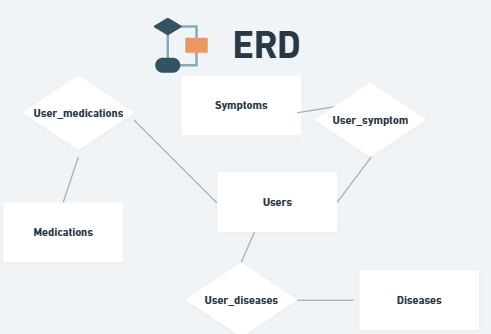 ERD
User_medications
Symptoms
User_symptom
Users
Medications
User_diseases
Diseases